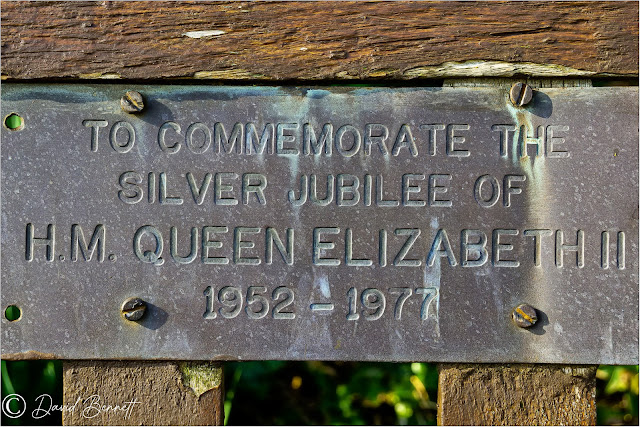 TO COMMEMORATE THE
SILVER JUBILEE OF
H.M. QUEEN ELIZABETH II
1952 - 1977
© David Bennett